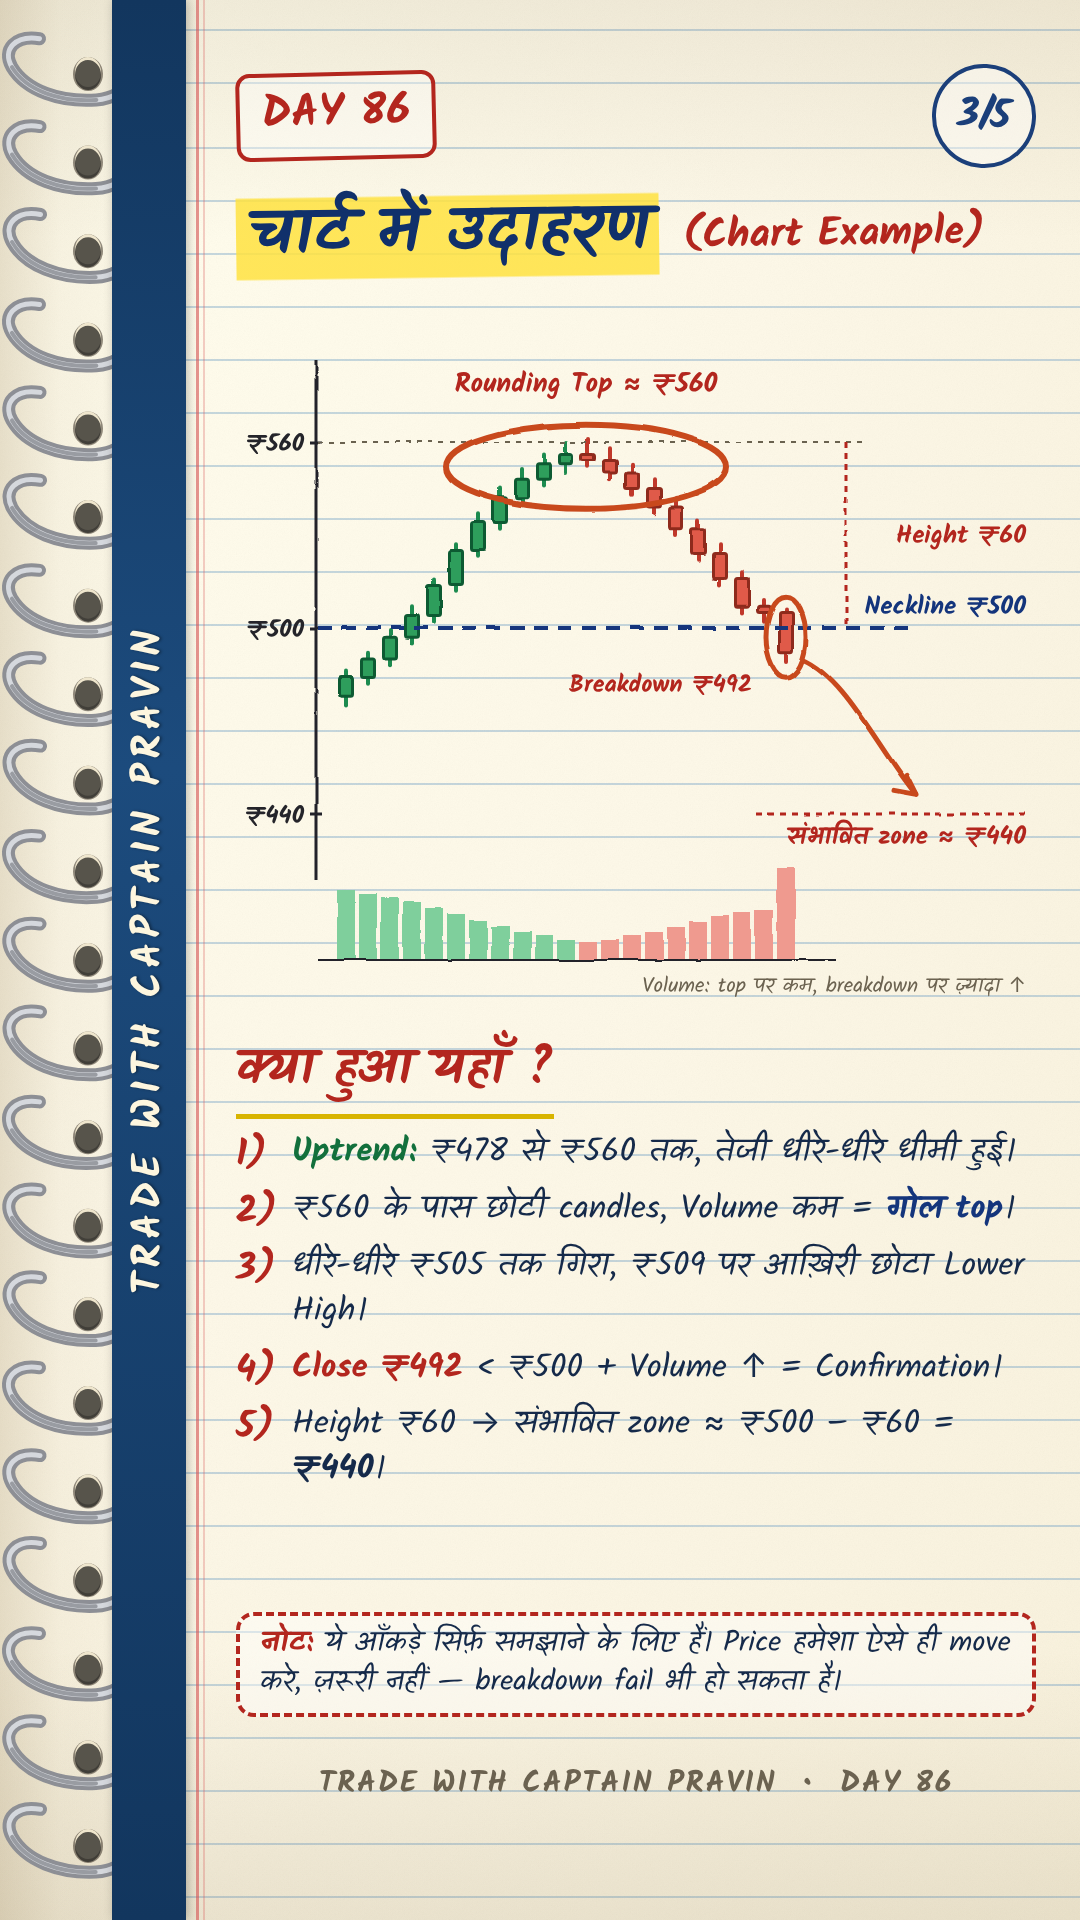 DAY 86
3/5
चार्ट में उदाहरण (Chart Example)
Rounding Top ≈ ₹560
₹560
Height ₹60
Neckline ₹500
₹500
Breakdown ₹492
₹440
संभावित zone ≈ ₹440
Volume: top पर कम, breakdown पर ज़्यादा ↑
क्या हुआ यहाँ ?
1) Uptrend: ₹478 से ₹560 तक, तेजी धीरे-धीरे धीमी हुई।
2) ₹560 के पास छोटी candles, Volume कम = गोल top।
3) धीरे-धीरे ₹505 तक गिरा, ₹509 पर आख़िरी छोटा Lower
High।
4) Close ₹492 < ₹500 + Volume ↑ = Confirmation।
5) Height ₹60 → संभावित zone ≈ ₹500 – ₹60 =
₹440।
नोट: ये आँकड़े सिर्फ़ समझाने के लिए हैं। Price हमेशा ऐसे ही move
करे, ज़रूरी नहीं — breakdown fail भी हो सकता है।
TRADE WITH CAPTAIN PRAVIN · DAY 86
TRADE WITH CAPTAIN PRAVIN